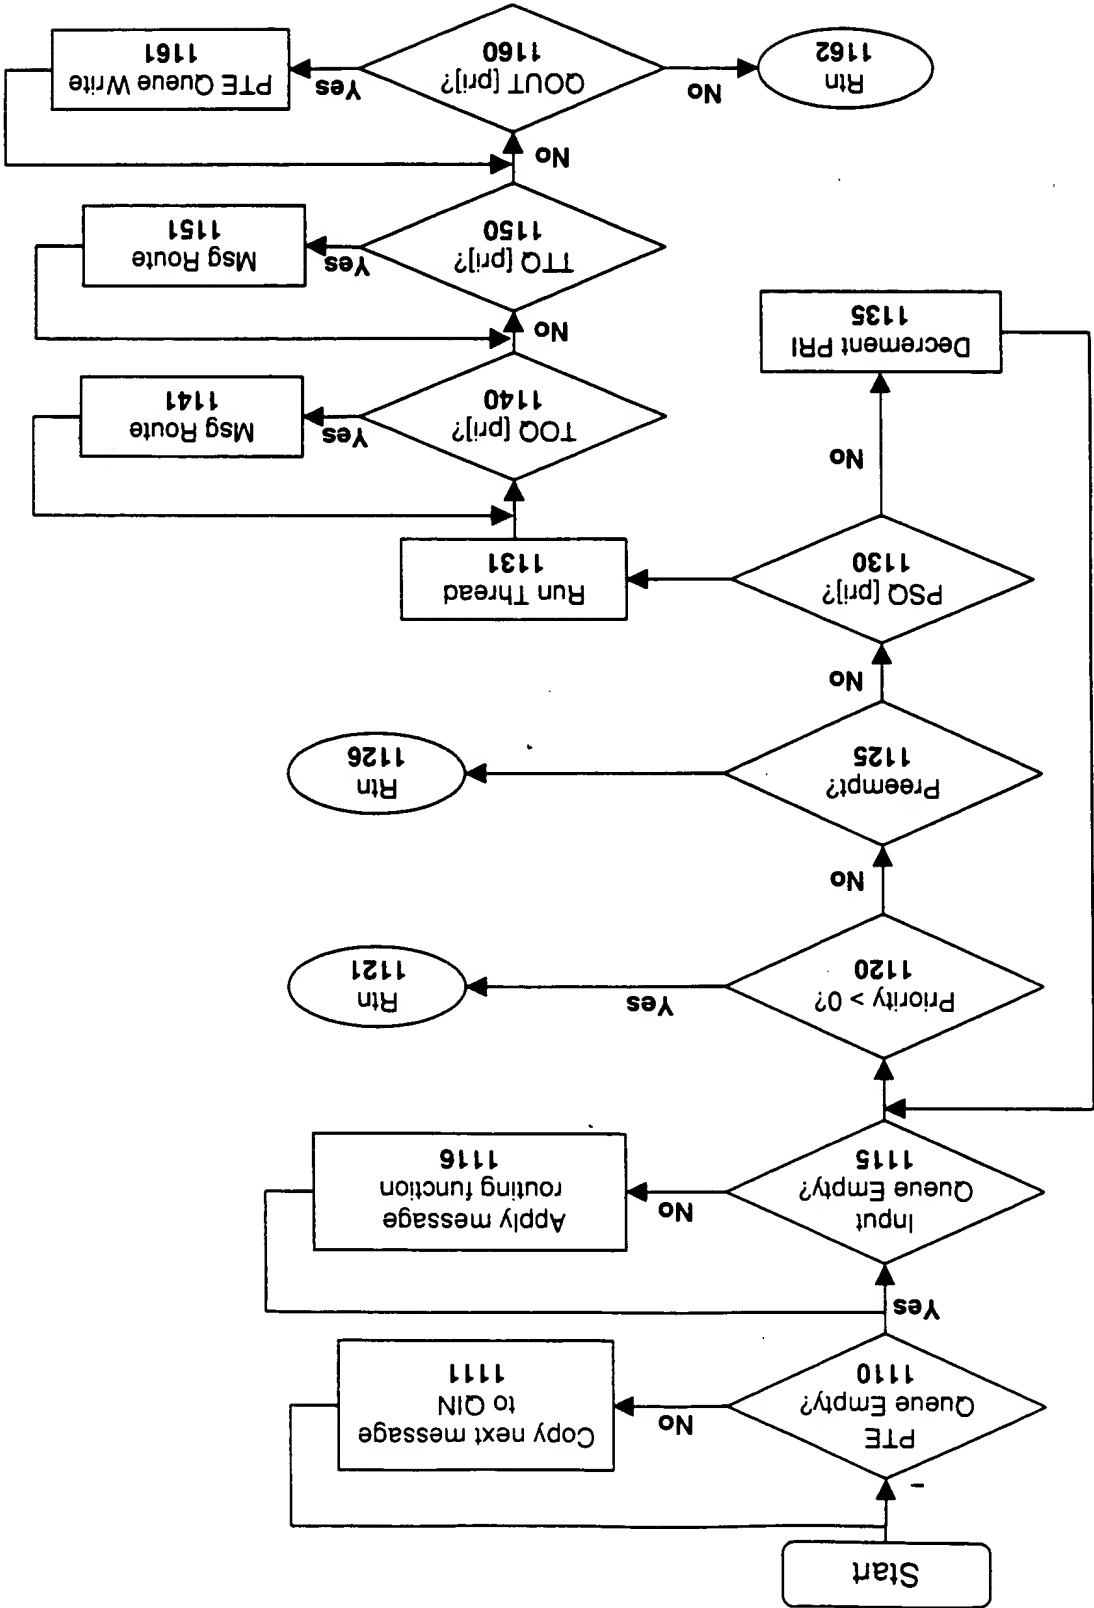 Start
PTE
Queue Empty?
1110
No
Copy next message
to QIN
1111
Yes
Input
Queue Empty?
1115
No
Apply message
routing function
1116
Priority > 0?
1120
Yes
Rtn
1121
No
Preempt?
1125
Rtn
1126
No
PSQ [pri]?
1130
Run Thread
1131
No
Decrement PRI
1135
TOQ [pri]?
1140
Yes
Msg Route
1141
No
TTQ [pri]?
1150
Yes
Msg Route
1151
No
QOUT [pri]?
1160
Yes
PTE Queue Write
1161
No
Rtn
1162